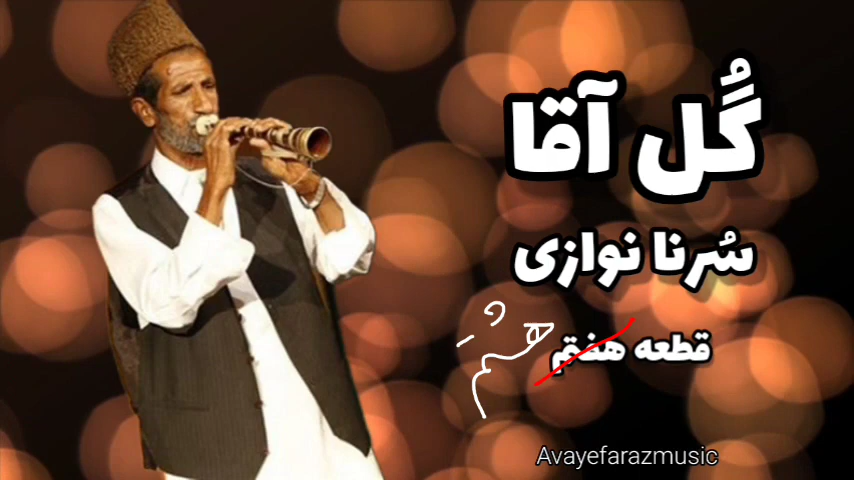 گُل آقا
سُرنا نوازی
قطعه هفتم
هشتم
Avayefarazmusic